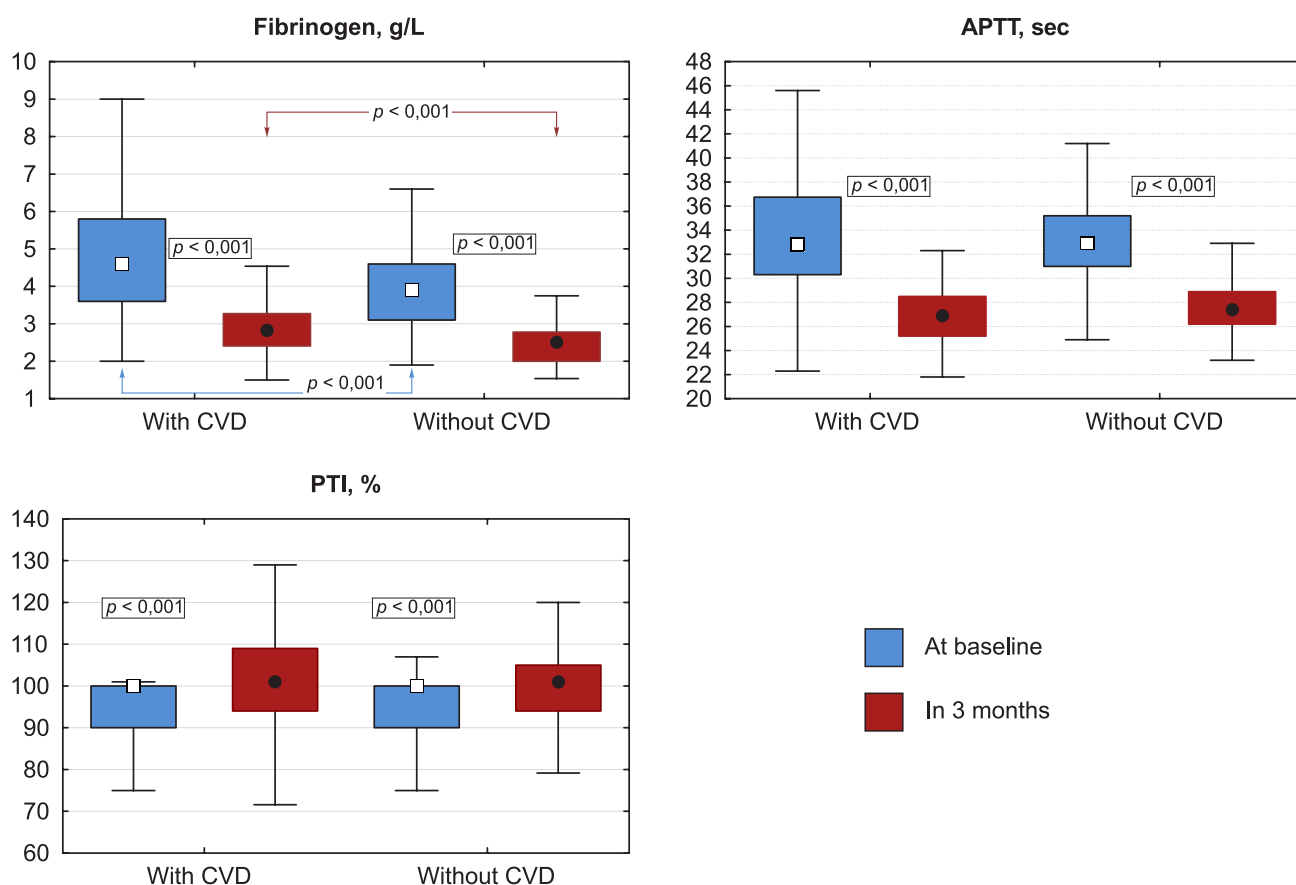 Fibrinogen, g/L
10
9
8
7
6
5
4
3
2
1
p < 0,001
p < 0,001
p < 0,001
p < 0,001
With CVD
Without CVD
APTT, sec
48
46
44
42
40
38
36
34
32
30
28
26
24
22
20
p < 0,001
p < 0,001
With CVD
Without CVD
PTI, %
140
130
120
110
100
90
80
70
60
p < 0,001
p < 0,001
With CVD
Without CVD
At baseline
In 3 months